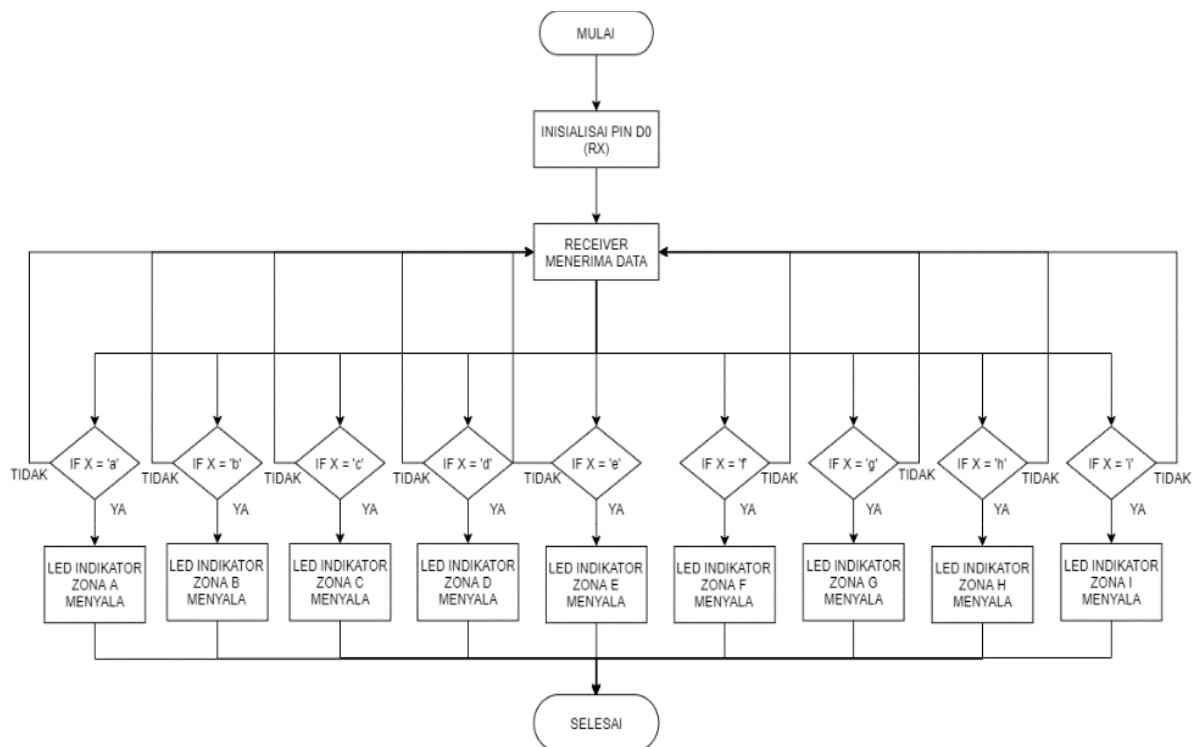 MULAI
INISIALISAI PIN D0
(RX)
RECEIVER
MENERIMA DATA
IF X = 'a'
IF X = 'b'
IF X = 'c'
IF X = 'd'
IF X = 'e'
IF X = 'f'
IF X = 'g'
IF X = 'h'
IF X = 'i'
TIDAK
TIDAK
TIDAK
TIDAK
TIDAK
TIDAK
TIDAK
TIDAK
TIDAK
YA
YA
YA
YA
YA
YA
YA
YA
YA
LED INDIKATOR
ZONA A
MENYALA
LED INDIKATOR
ZONA B
MENYALA
LED INDIKATOR
ZONA C
MENYALA
LED INDIKATOR
ZONA D
MENYALA
LED INDIKATOR
ZONA E
MENYALA
LED INDIKATOR
ZONA F
MENYALA
LED INDIKATOR
ZONA G
MENYALA
LED INDIKATOR
ZONA H
MENYALA
LED INDIKATOR
ZONA I
MENYALA
SELESAI